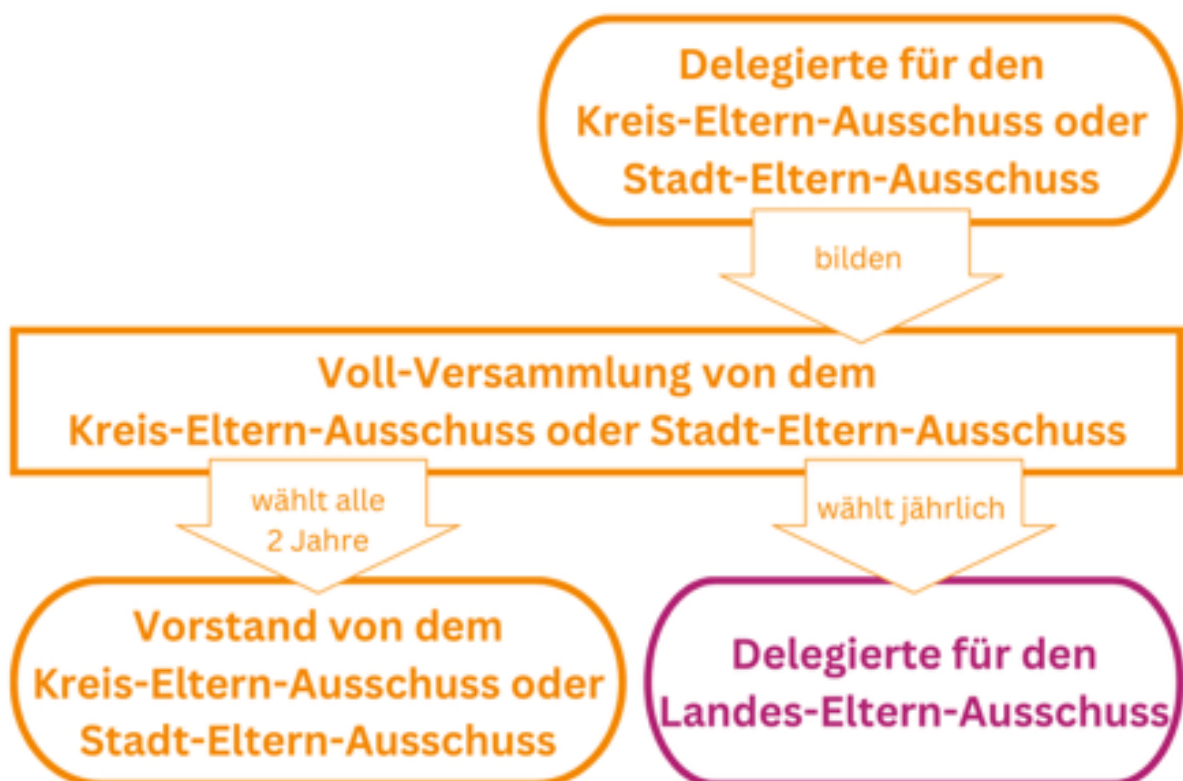 Delegierte für den
Kreis-Eltern-Ausschuss oder
Stadt-Eltern-Ausschuss
bilden
Voll-Versammlung von dem
Kreis-Eltern-Ausschuss oder Stadt-Eltern-Ausschuss
wählt alle
2 Jahre
wählt jährlich
Vorstand von dem
Kreis-Eltern-Ausschuss oder
Stadt-Eltern-Ausschuss
Delegierte für den
Landes-Eltern-Ausschuss